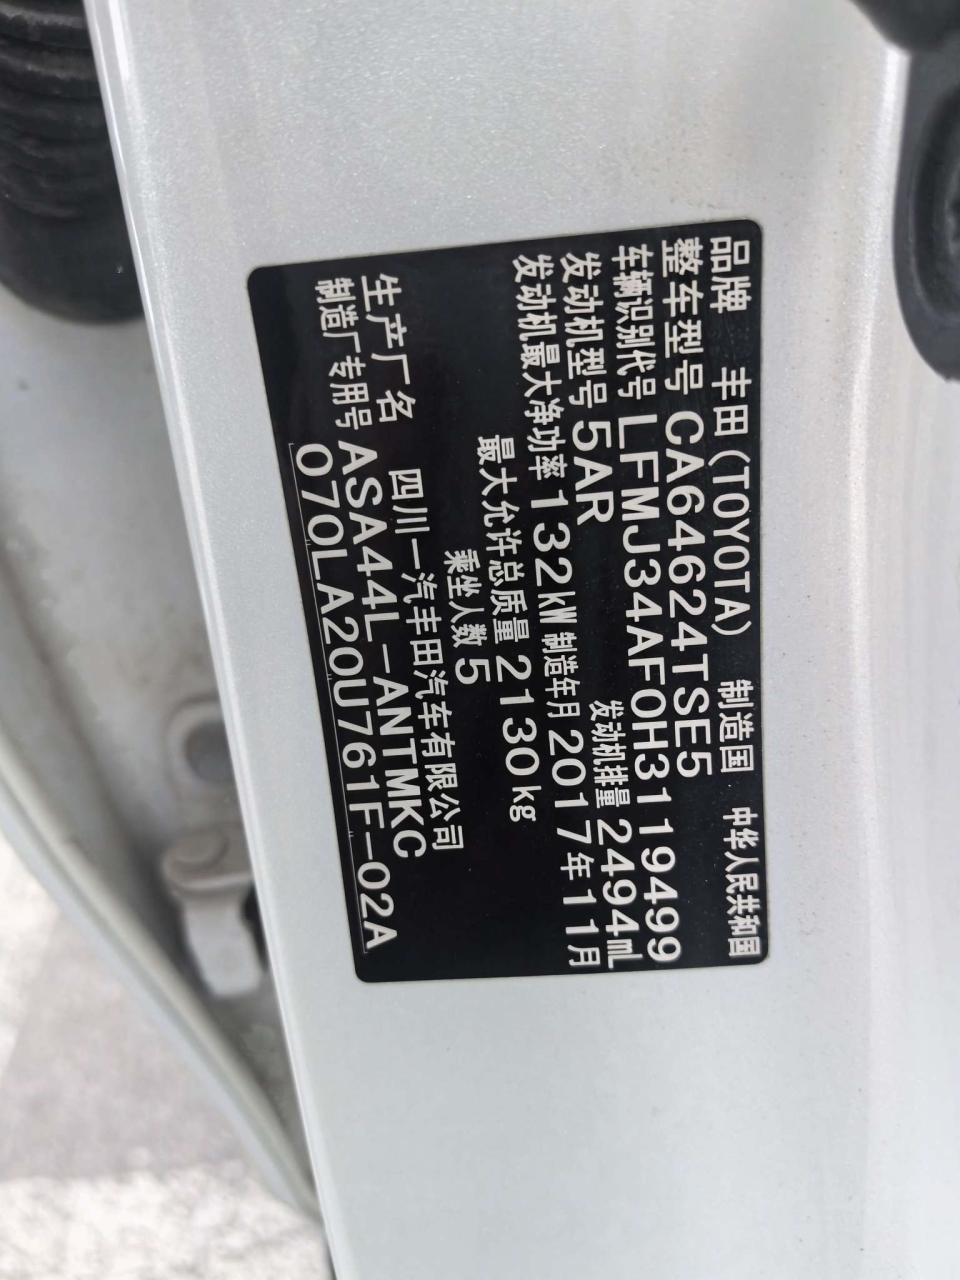 品牌 丰田(TOYOTA) 制造国 中华人民共和国
整车型号 CA64624TSE5
车辆识别代号 LFMJ34AF0H3119499
发动机型号 5AR 发动机排量 2494mL
发动机最大净功率 132kW 制造年月 2017年11月
最大允许总质量 2130kg
乘坐人数 5
生产厂名 四川一汽丰田汽车有限公司
制造厂专用号 ASA44L-ANTMKC
070LA20U761F-02A